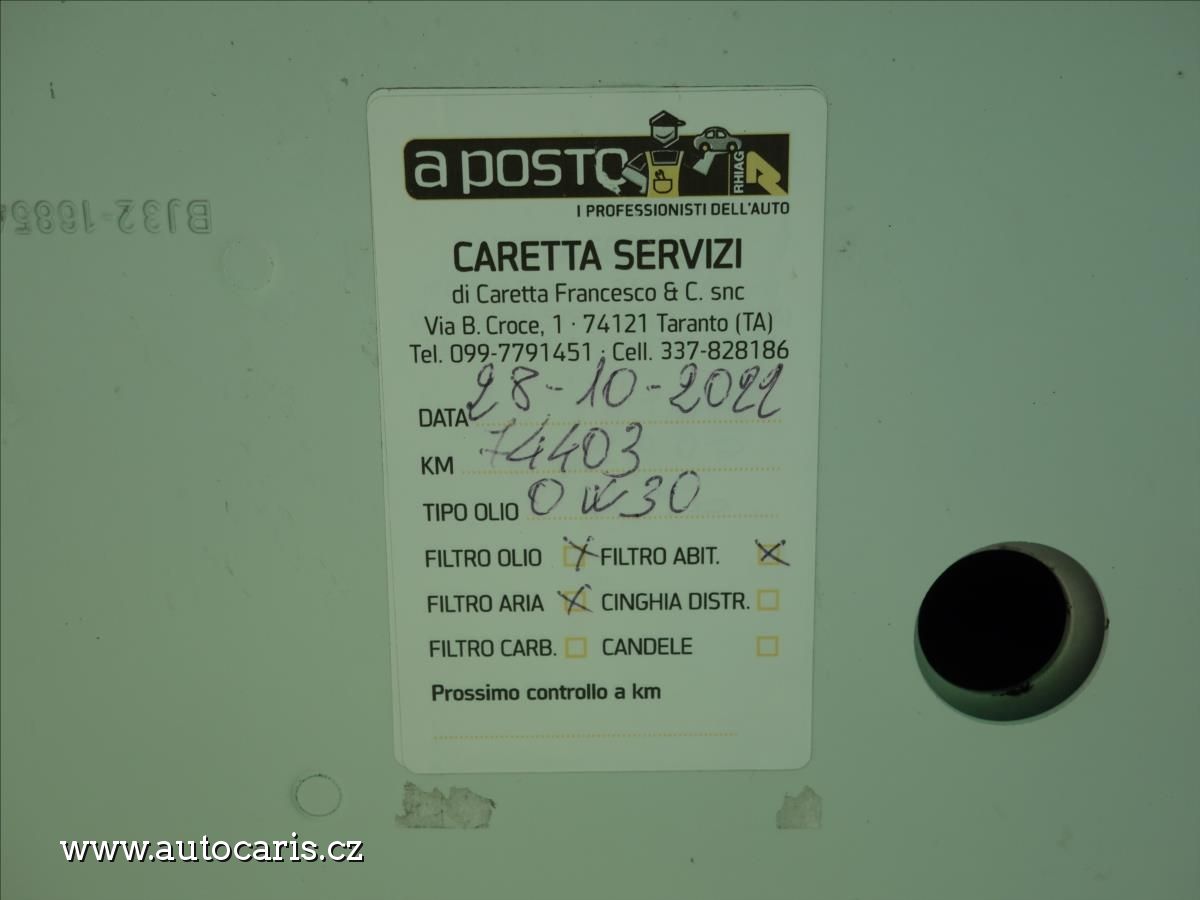 a posto
RHIAG
I PROFESSIONISTI DELL'AUTO
CARETTA SERVIZI
di Caretta Francesco & C. snc
Via B. Croce, 1 · 74121 Taranto (TA)
Tel. 099-7791451 · Cell. 337-828186
DATA 28-10-2022
KM 74403
TIPO OLIO 0W30
FILTRO OLIO X FILTRO ABIT. X
FILTRO ARIA X CINGHIA DISTR.
FILTRO CARB. CANDELE
Prossimo controllo a km
www.autocaris.cz